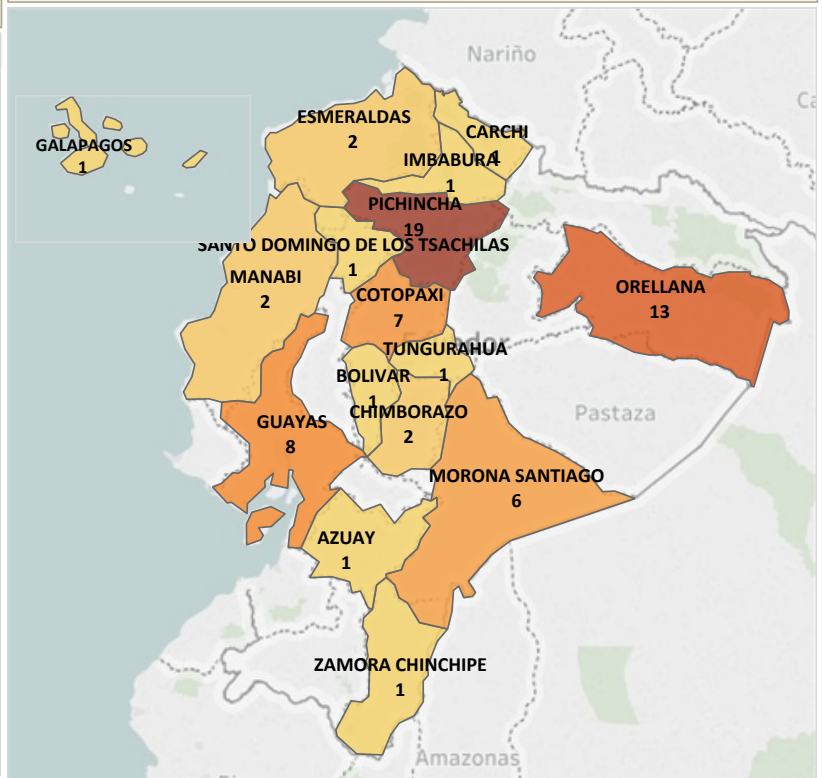 Nariño
ESMERALDAS
2
CARCHI
1
IMBABURA
1
GALAPAGOS
1
PICHINCHA
19
SANTO DOMINGO DE LOS TSACHILAS
1
MANABI
2
COTOPAXI
7
ORELLANA
13
TUNGURAHUA
1
BOLIVAR
1
CHIMBORAZO
2
Pastaza
GUAYAS
8
MORONA SANTIAGO
6
AZUAY
1
ZAMORA CHINCHIPE
1
Amazonas